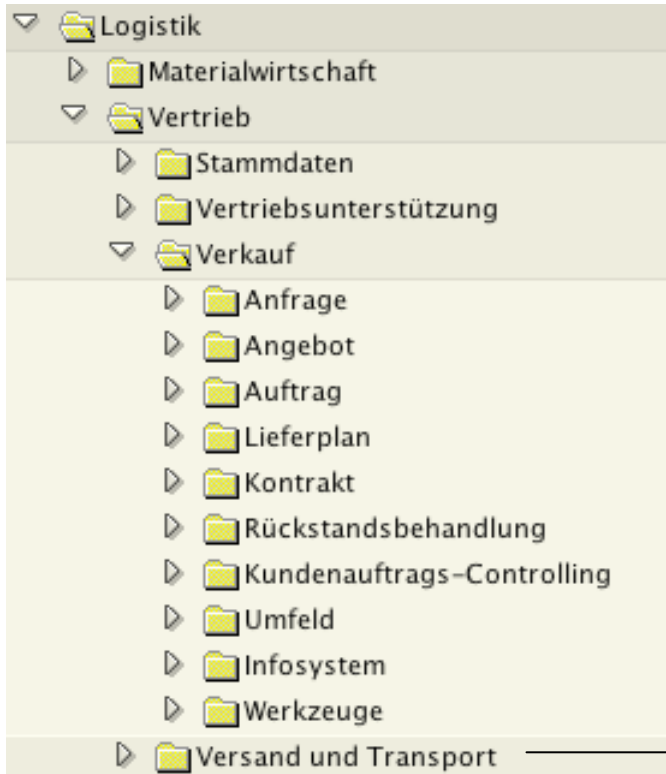 Logistik
Materialwirtschaft
Vertrieb
Stammdaten
Vertriebsunterstützung
Verkauf
Anfrage
Angebot
Auftrag
Lieferplan
Kontrakt
Rückstandsbehandlung
Kundenauftrags-Controlling
Umfeld
Infosystem
Werkzeuge
Versand und Transport